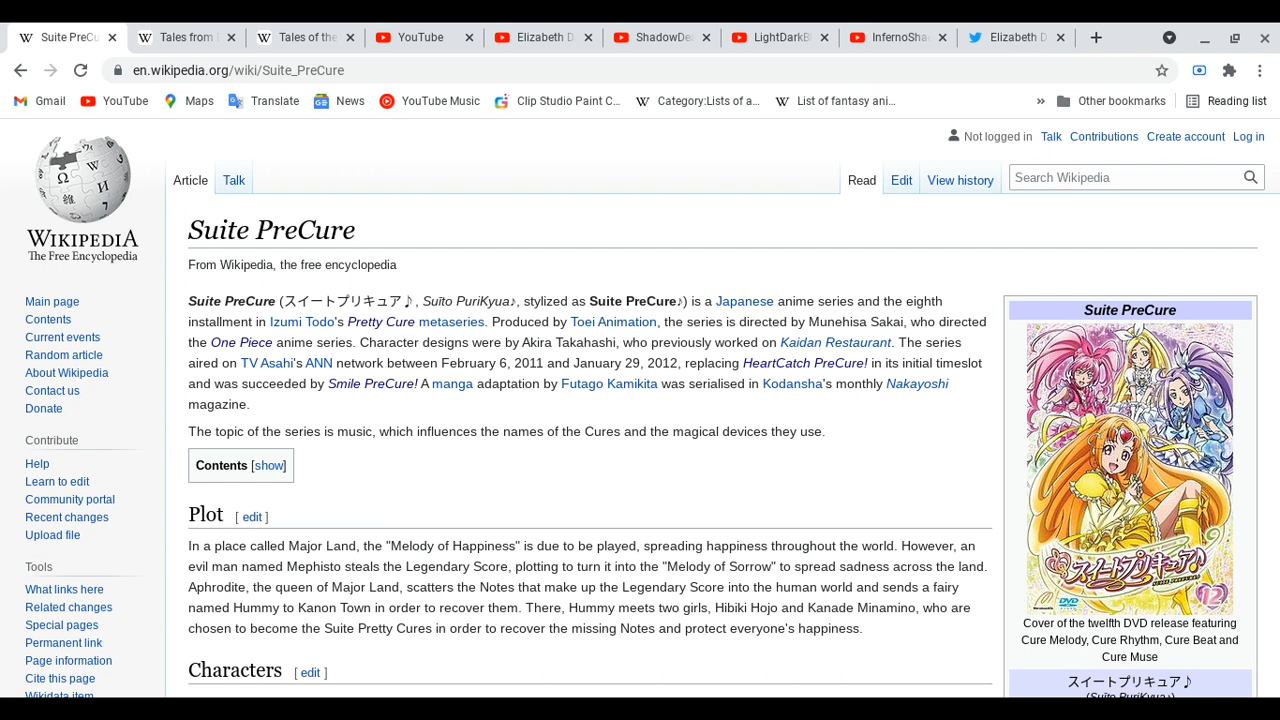 Suite PreCu
Tales from
Tales of the
YouTube
Elizabeth D
ShadowDea
LightDarkB
InfernoSha
Elizabeth D
en.wikipedia.org/wiki/Suite_PreCure
Gmail
YouTube
Maps
Translate
News
YouTube Music
Clip Studio Paint C…
Category:Lists of a…
List of fantasy ani…
»
Other bookmarks
Reading list
Not logged in Talk Contributions Create account Log in
Article Talk
Read Edit View history
Search Wikipedia
WIKIPEDIA
The Free Encyclopedia
Main page
Contents
Current events
Random article
About Wikipedia
Contact us
Donate
Contribute
Help
Learn to edit
Community portal
Recent changes
Upload file
Tools
What links here
Related changes
Special pages
Permanent link
Page information
Cite this page
Wikidata item
Suite PreCure
From Wikipedia, the free encyclopedia
Suite PreCure (スイートプリキュア♪, Suīto PuriKyua♪, stylized as Suite PreCure♪) is a Japanese anime series and the eighth
installment in Izumi Todo's Pretty Cure metaseries. Produced by Toei Animation, the series is directed by Munehisa Sakai, who directed
the One Piece anime series. Character designs were by Akira Takahashi, who previously worked on Kaidan Restaurant. The series
aired on TV Asahi's ANN network between February 6, 2011 and January 29, 2012, replacing HeartCatch PreCure! in its initial timeslot
and was succeeded by Smile PreCure! A manga adaptation by Futago Kamikita was serialised in Kodansha's monthly Nakayoshi
magazine.
The topic of the series is music, which influences the names of the Cures and the magical devices they use.
Contents [show]
Plot [ edit ]
In a place called Major Land, the "Melody of Happiness" is due to be played, spreading happiness throughout the world. However, an
evil man named Mephisto steals the Legendary Score, plotting to turn it into the "Melody of Sorrow" to spread sadness across the land.
Aphrodite, the queen of Major Land, scatters the Notes that make up the Legendary Score into the human world and sends a fairy
named Hummy to Kanon Town in order to recover them. There, Hummy meets two girls, Hibiki Hojo and Kanade Minamino, who are
chosen to become the Suite Pretty Cures in order to recover the missing Notes and protect everyone's happiness.
Characters [ edit ]
Suite PreCure
スイートプリキュア♪
SUITE PRECURE
DVD
12
Cover of the twelfth DVD release featuring
Cure Melody, Cure Rhythm, Cure Beat and
Cure Muse
スイートプリキュア♪
(Suīto PuriKyua♪)